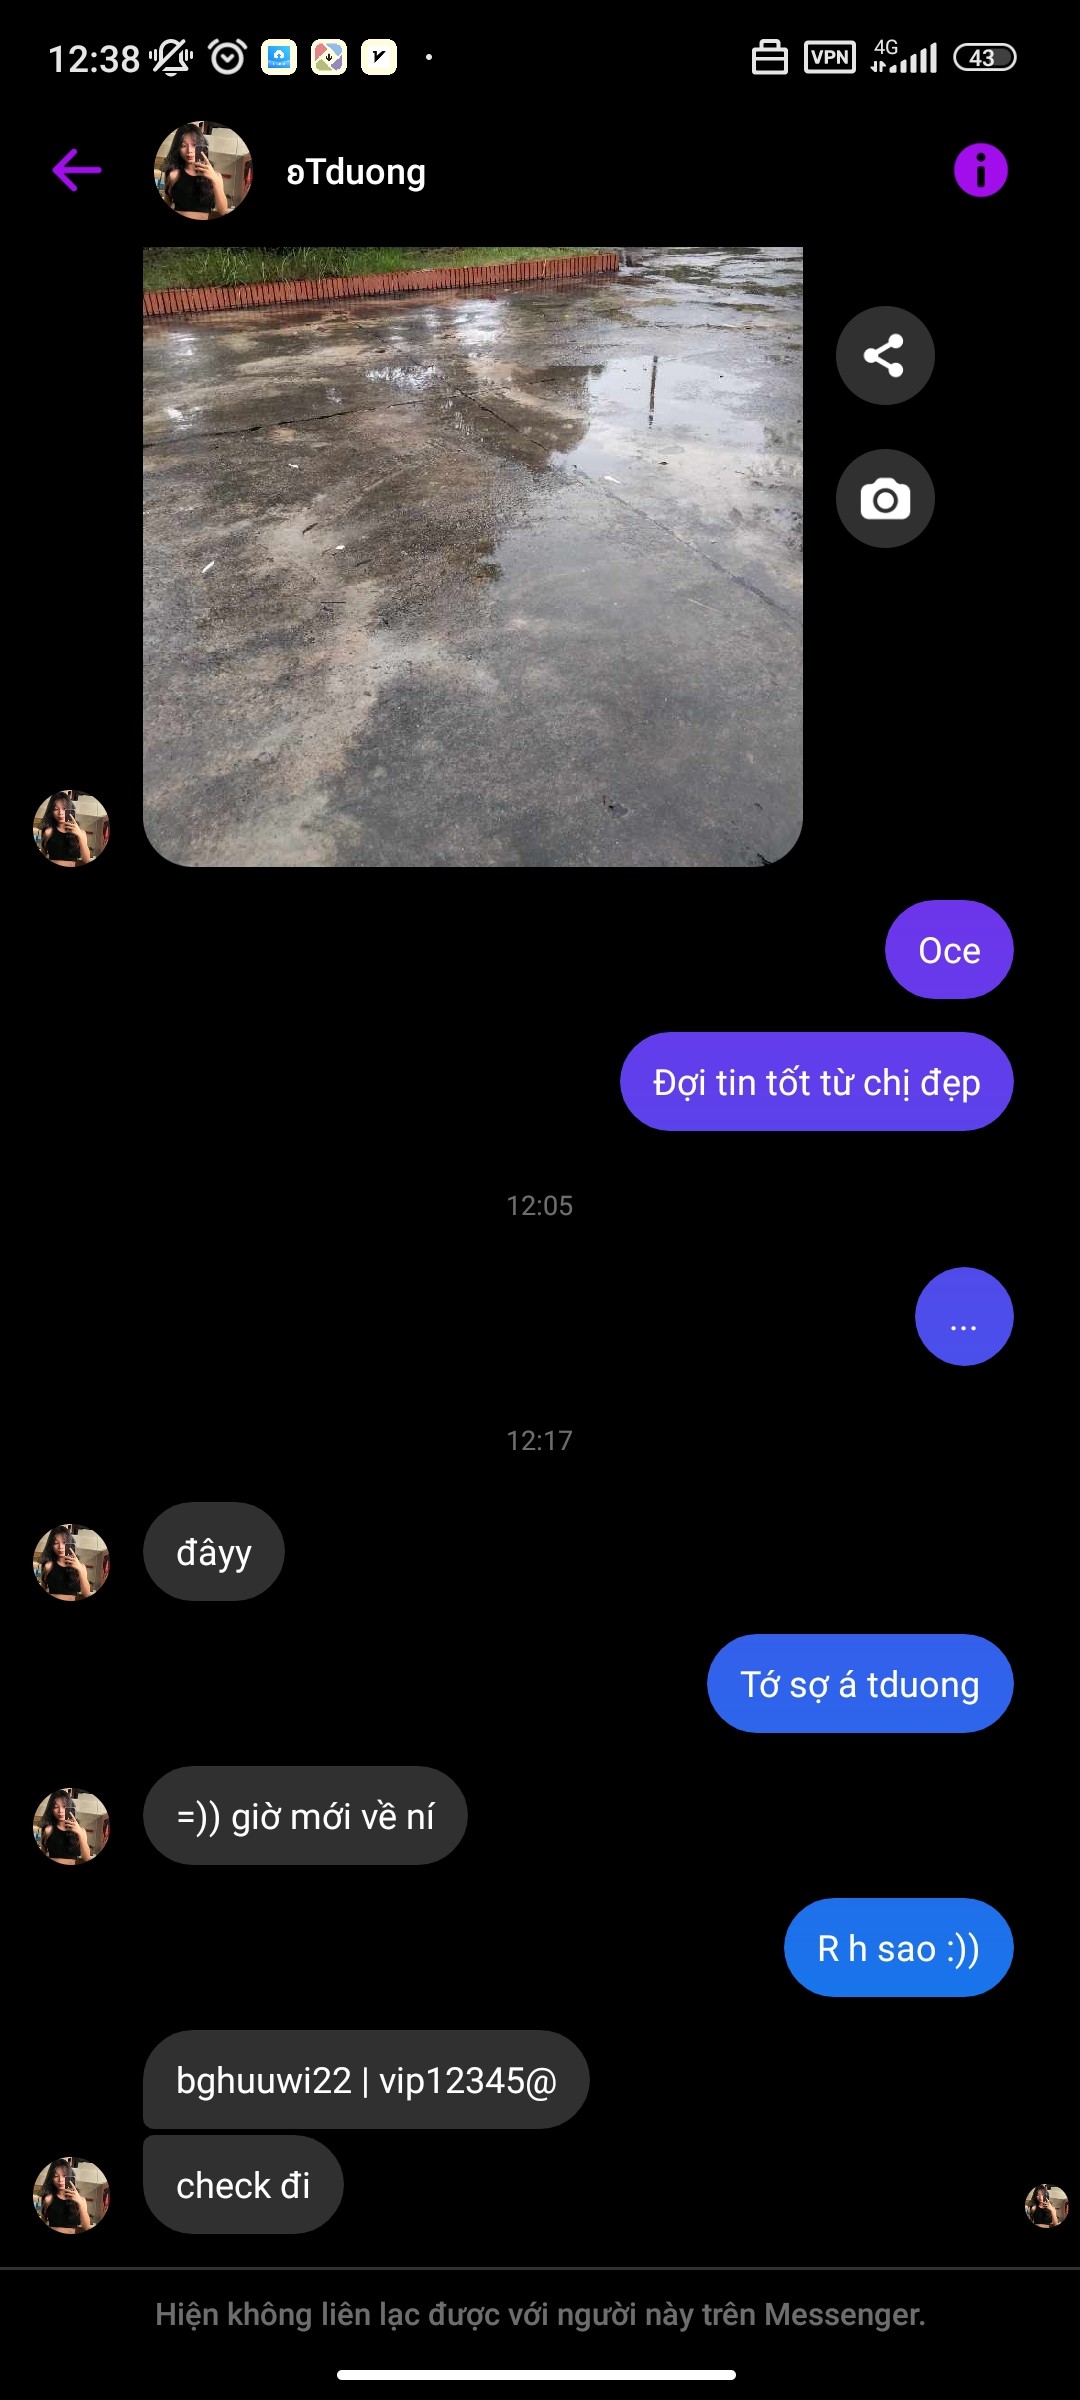 12:38
VPN
4G
43
ʚTduong
Oce
Đợi tin tốt từ chị đẹp
12:05
...
12:17
đâyy
Tớ sợ á tduong
=)) giờ mới về ní
R h sao :))
bghuuwi22 | vip12345@
check đi
Hiện không liên lạc được với người này trên Messenger.